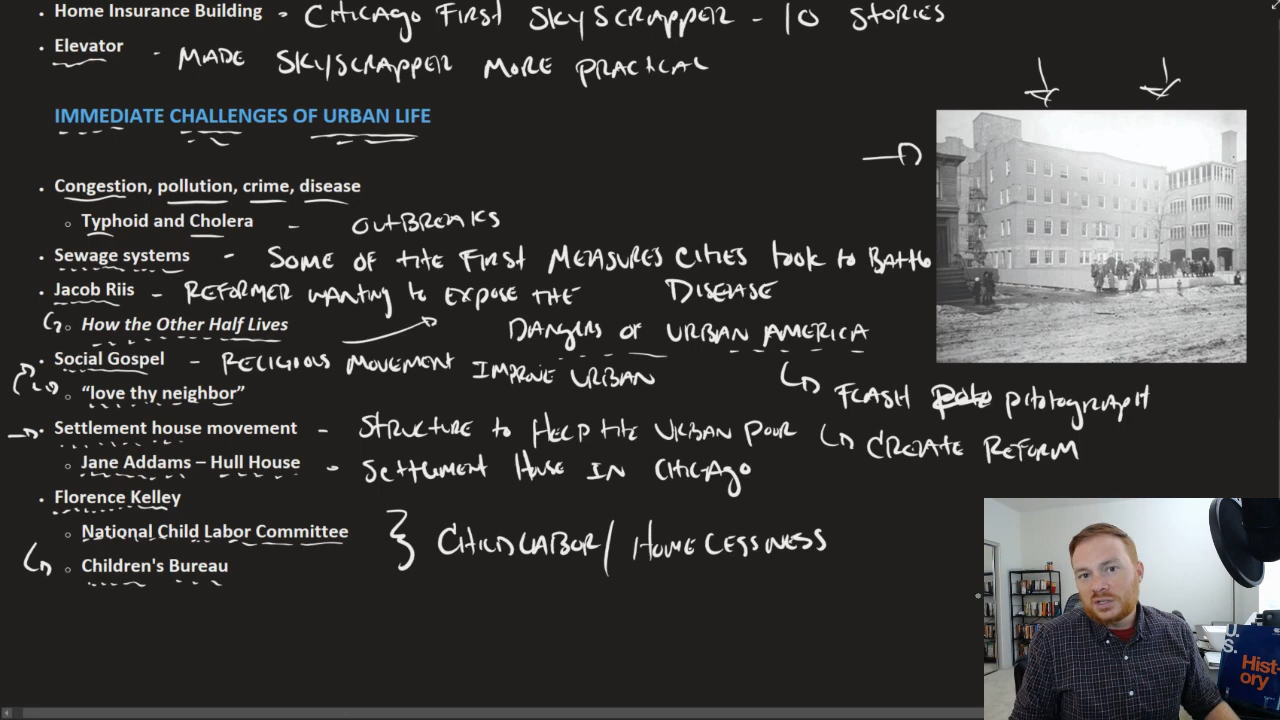 Home Insurance Building - CHICAGO FIRST SKYSCRAPPER - 10 STORIES
Elevator - MADE SKYSCRAPPER MORE PRACTICAL
IMMEDIATE CHALLENGES OF URBAN LIFE
• Congestion, pollution, crime, disease
○ Typhoid and Cholera - OUTBREAKS
• Sewage systems - SOME OF THE FIRST MEASURES CITIES took to BATTLE
DISEASE
• Jacob Riis - REFORMER WANTING to EXPOSE THE
○ How the Other Half Lives
DANGERS OF URBAN AMERICA
• Social Gospel - RELIGIOUS MOVEMENT IMPROVE URBAN
○ "love thy neighbor"
FLASH PHOTOGRAPH
• Settlement house movement - STRUCTURE to HELP THE URBAN POUR
CREATE REFORM
○ Jane Addams – Hull House - SETTLEMENT HOUSE IN CHICAGO
• Florence Kelley
○ National Child Labor Committee
○ Children's Bureau
CHILD LABOR/ HOMELESSNESS
U.
S.
Hist-
ory